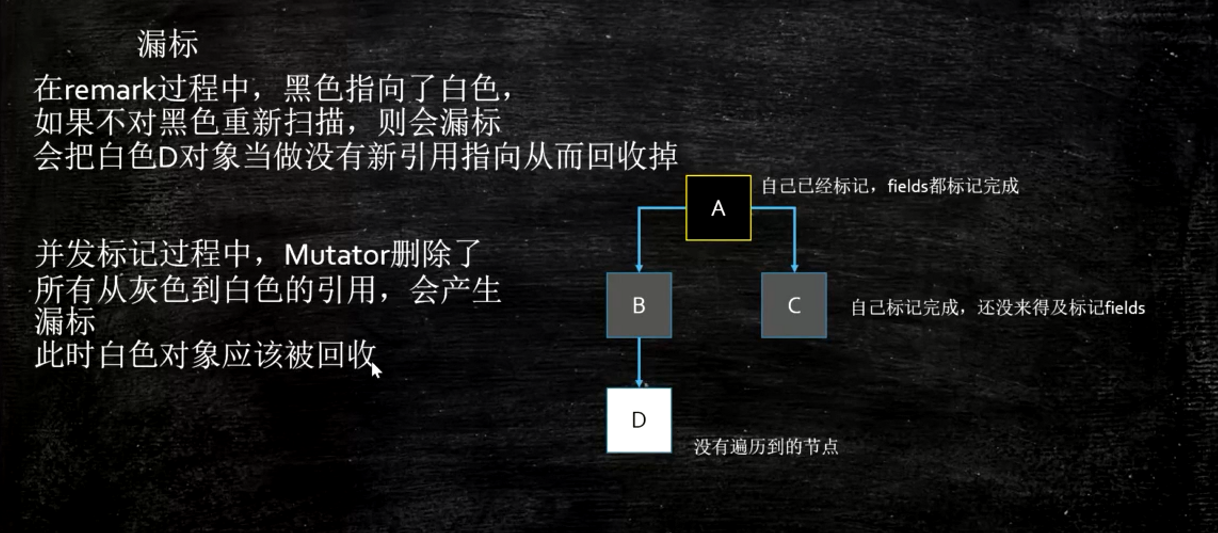 漏标
在remark过程中，黑色指向了白色，
如果不对黑色重新扫描，则会漏标
会把白色D对象当做没有新引用指向从而回收掉
并发标记过程中，Mutator删除了
所有从灰色到白色的引用，会产生
漏标
此时白色对象应该被回收
A
自己已经标记，fields都标记完成
B
C
自己标记完成，还没来得及标记fields
D
没有遍历到的节点